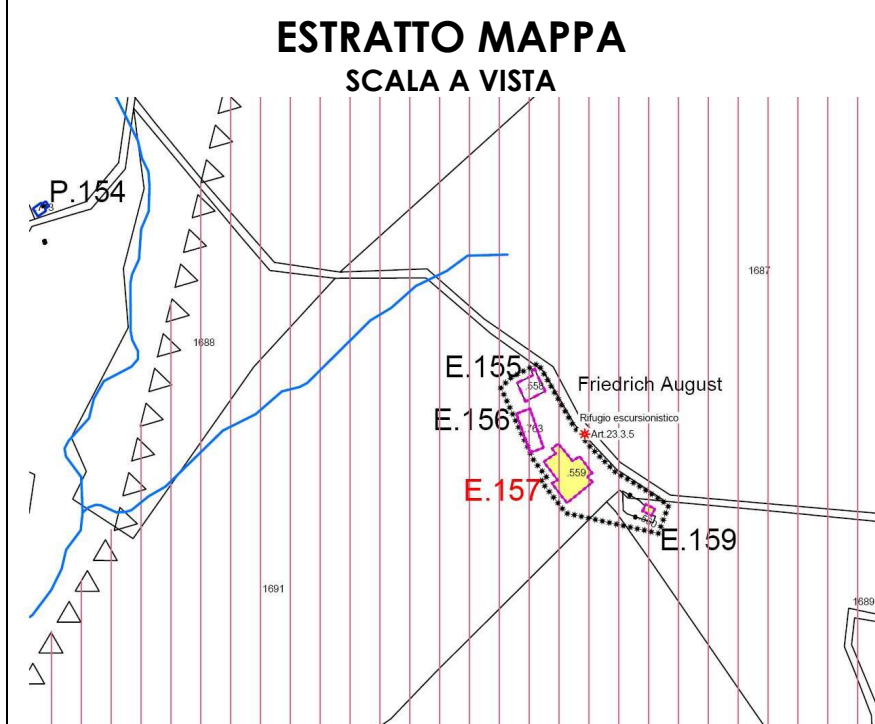 ESTRATTO MAPPA
SCALA A VISTA
P.154
1687
1688
E.155
.558
Friedrich August
E.156
.763
Rifugio escursionistico
Art.23.3.5
.559
E.157
E.159
1691
1689